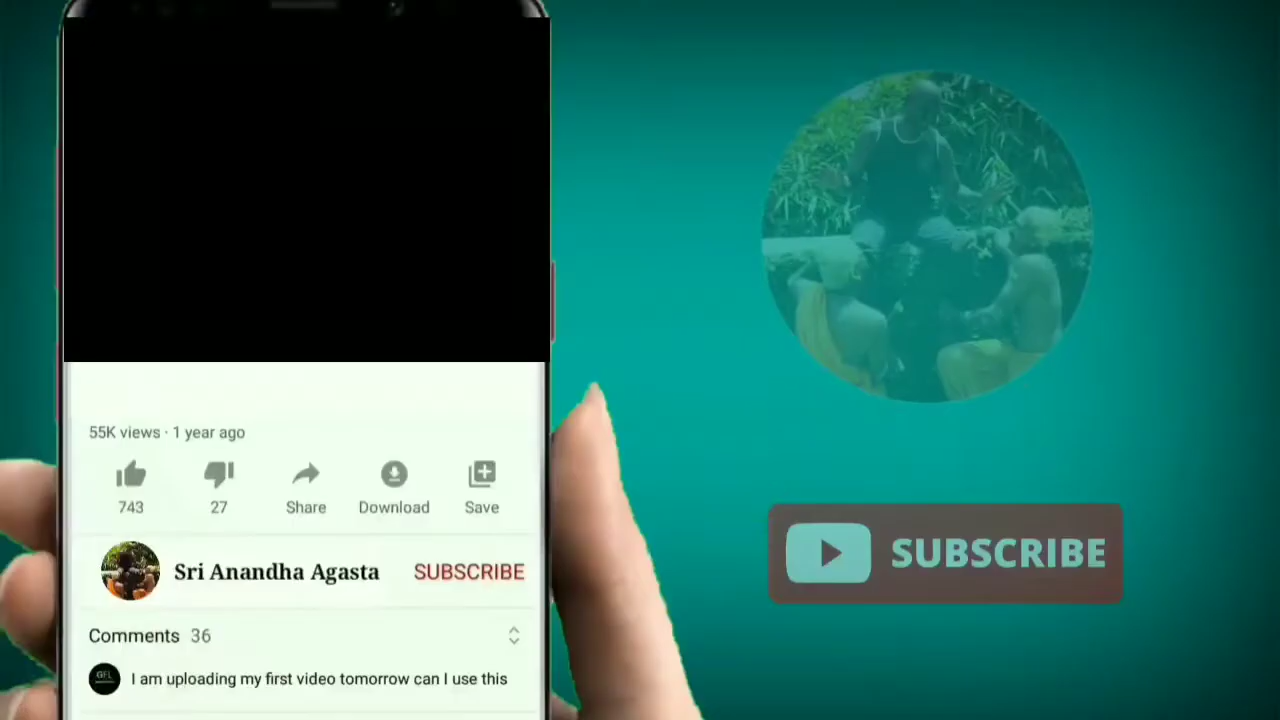 55K views · 1 year ago
743
27
Share
Download
Save
Sri Anandha Agasta
SUBSCRIBE
Comments 36
GFL
I am uploading my first video tomorrow can I use this
SUBSCRIBE